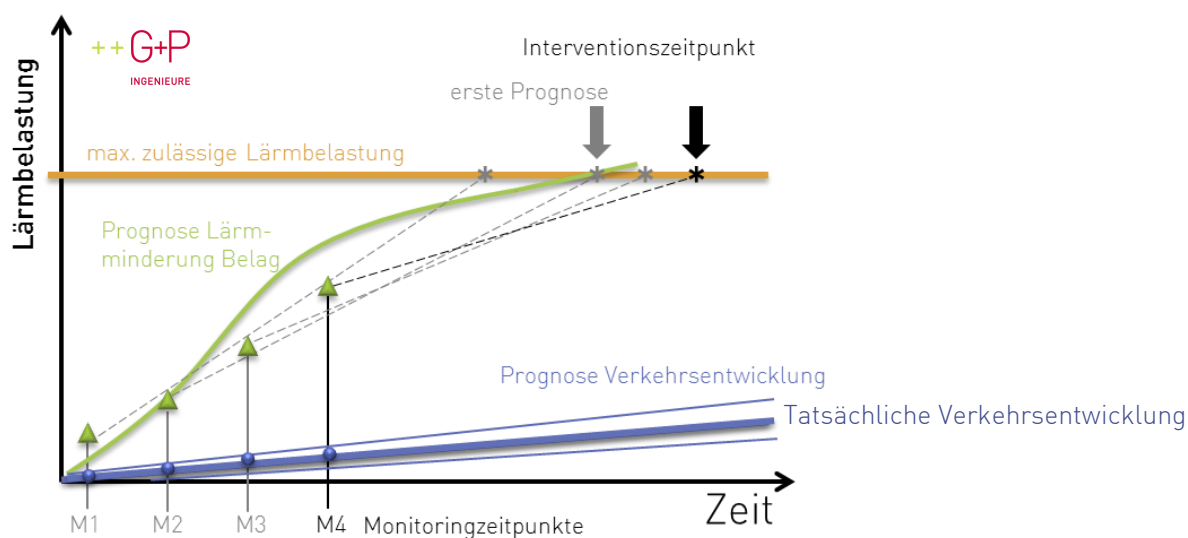 ++G+P
INGENIEURE
Interventionszeitpunkt
erste Prognose
Lärmbelastung
max. zulässige Lärmbelastung
Prognose Lärm-
minderung Belag
Prognose Verkehrsentwicklung
Tatsächliche Verkehrsentwicklung
Zeit
M1 M2 M3 M4 Monitoringzeitpunkte